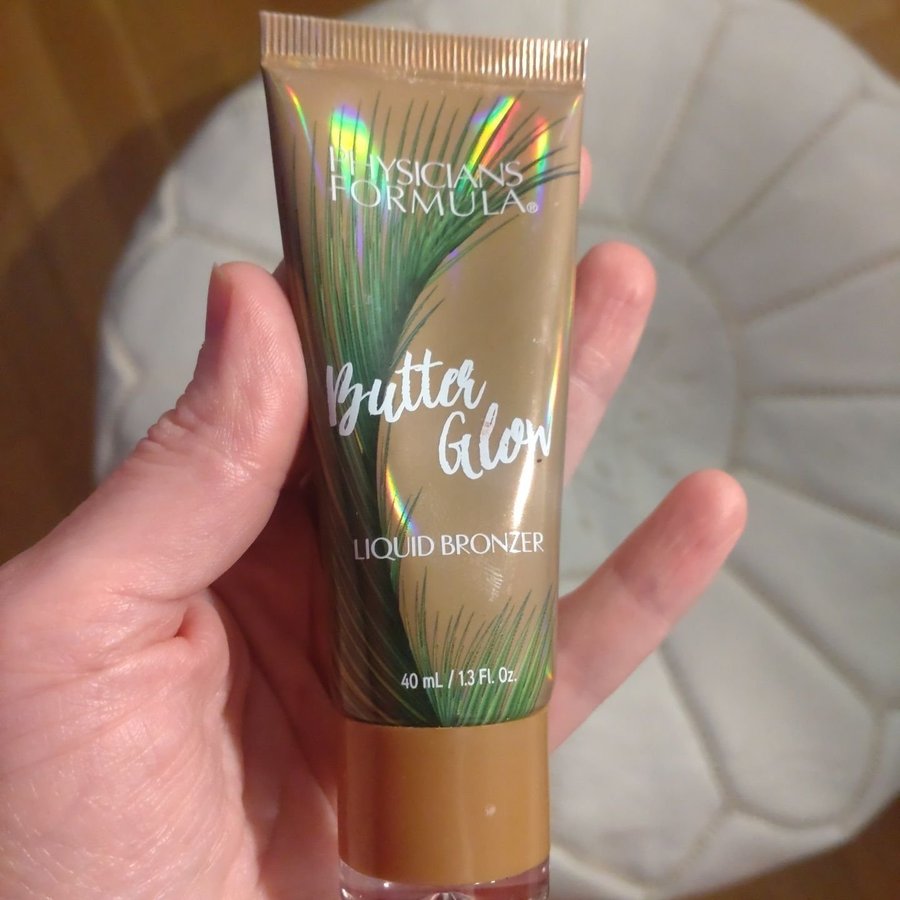 PHYSICIANS
FORMULA®
Butter
Glow
LIQUID BRONZER
40 mL / 1.3 Fl. Oz.